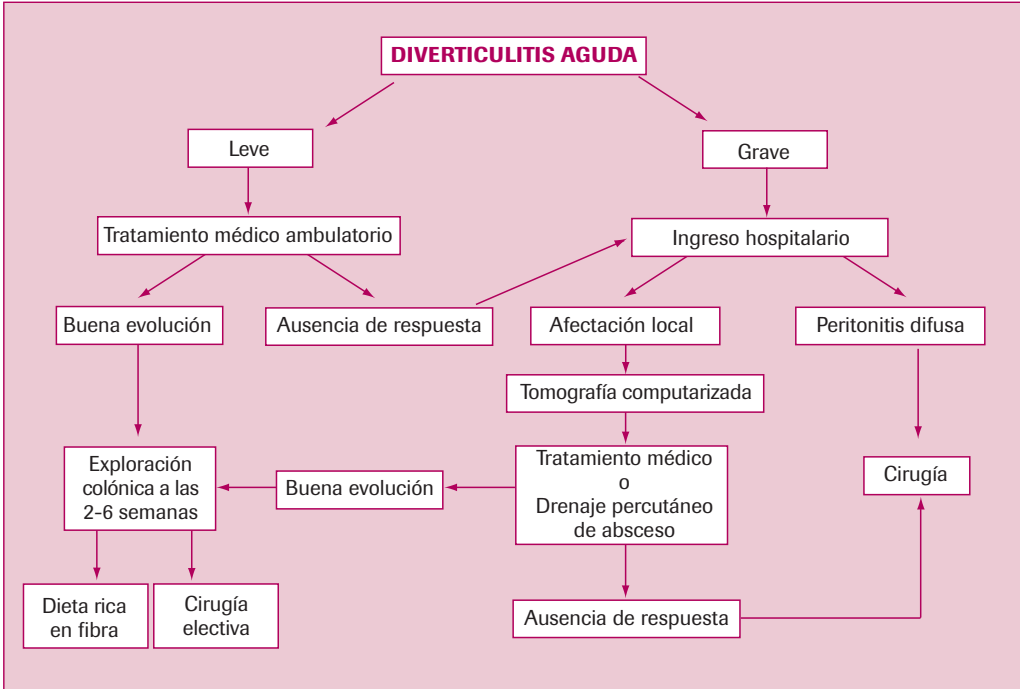 DIVERTICULITIS AGUDA
Leve
Grave
Tratamiento médico ambulatorio
Ingreso hospitalario
Buena evolución
Ausencia de respuesta
Afectación local
Peritonitis difusa
Tomografía computarizada
Exploración
colónica a las
2-6 semanas
Buena evolución
Tratamiento médico
o
Drenaje percutáneo
de absceso
Cirugía
Dieta rica
en fibra
Cirugía
electiva
Ausencia de respuesta